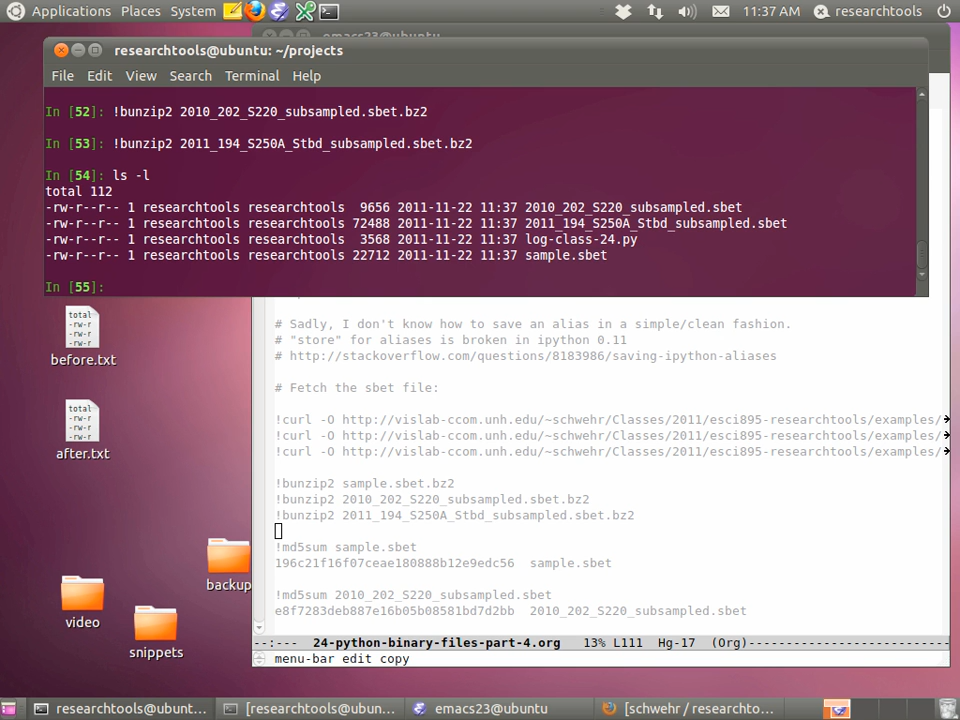 Applications Places System 11:37 AM researchtools
emacs23@ubuntu
researchtools@ubuntu: ~/projects
File Edit View Search Terminal Help
In [52]: !bunzip2 2010_202_S220_subsampled.sbet.bz2
In [53]: !bunzip2 2011_194_S250A_Stbd_subsampled.sbet.bz2
In [54]: ls -l
total 112
-rw-r--r-- 1 researchtools researchtools  9656 2011-11-22 11:37 2010_202_S220_subsampled.sbet
-rw-r--r-- 1 researchtools researchtools 72488 2011-11-22 11:37 2011_194_S250A_Stbd_subsampled.sbet
-rw-r--r-- 1 researchtools researchtools  3568 2011-11-22 11:37 log-class-24.py
-rw-r--r-- 1 researchtools researchtools 22712 2011-11-22 11:37 sample.sbet
In [55]:
# Sadly, I don't know how to save an alias in a simple/clean fashion.
# "store" for aliases is broken in ipython 0.11
# http://stackoverflow.com/questions/8183986/saving-ipython-aliases
# Fetch the sbet file:
!curl -O http://vislab-ccom.unh.edu/~schwehr/Classes/2011/esci895-researchtools/examples/
!curl -O http://vislab-ccom.unh.edu/~schwehr/Classes/2011/esci895-researchtools/examples/
!curl -O http://vislab-ccom.unh.edu/~schwehr/Classes/2011/esci895-researchtools/examples/
!bunzip2 sample.sbet.bz2
!bunzip2 2010_202_S220_subsampled.sbet.bz2
!bunzip2 2011_194_S250A_Stbd_subsampled.sbet.bz2
!md5sum sample.sbet
196c21f16f07ceae180888b12e9edc56  sample.sbet
!md5sum 2010_202_S220_subsampled.sbet
e8f7283deb887e16b05b08581bd7d2bb  2010_202_S220_subsampled.sbet
--:---  24-python-binary-files-part-4.org   13% L111  Hg-17  (Org)-------------------------
menu-bar edit copy
total
-rw-r
-rw-r
-rw-r
before.txt
total
-rw-r
-rw-r
-rw-r
after.txt
backup
video
snippets
researchtools@ubunt... [researchtools@ubun... emacs23@ubuntu [schwehr / researchto...